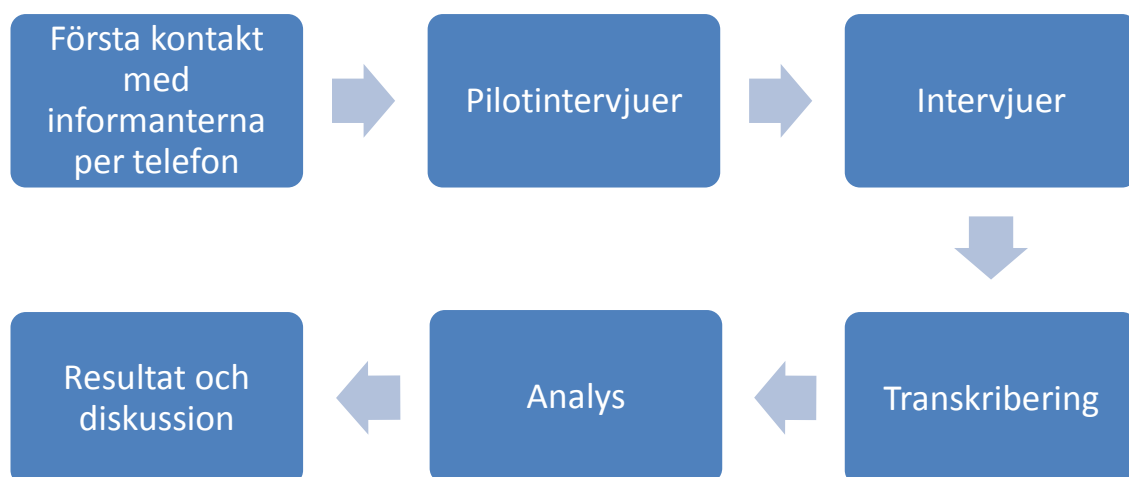 Första kontakt
med
informanterna
per telefon
Pilotintervjuer
Intervjuer
Transkribering
Analys
Resultat och
diskussion